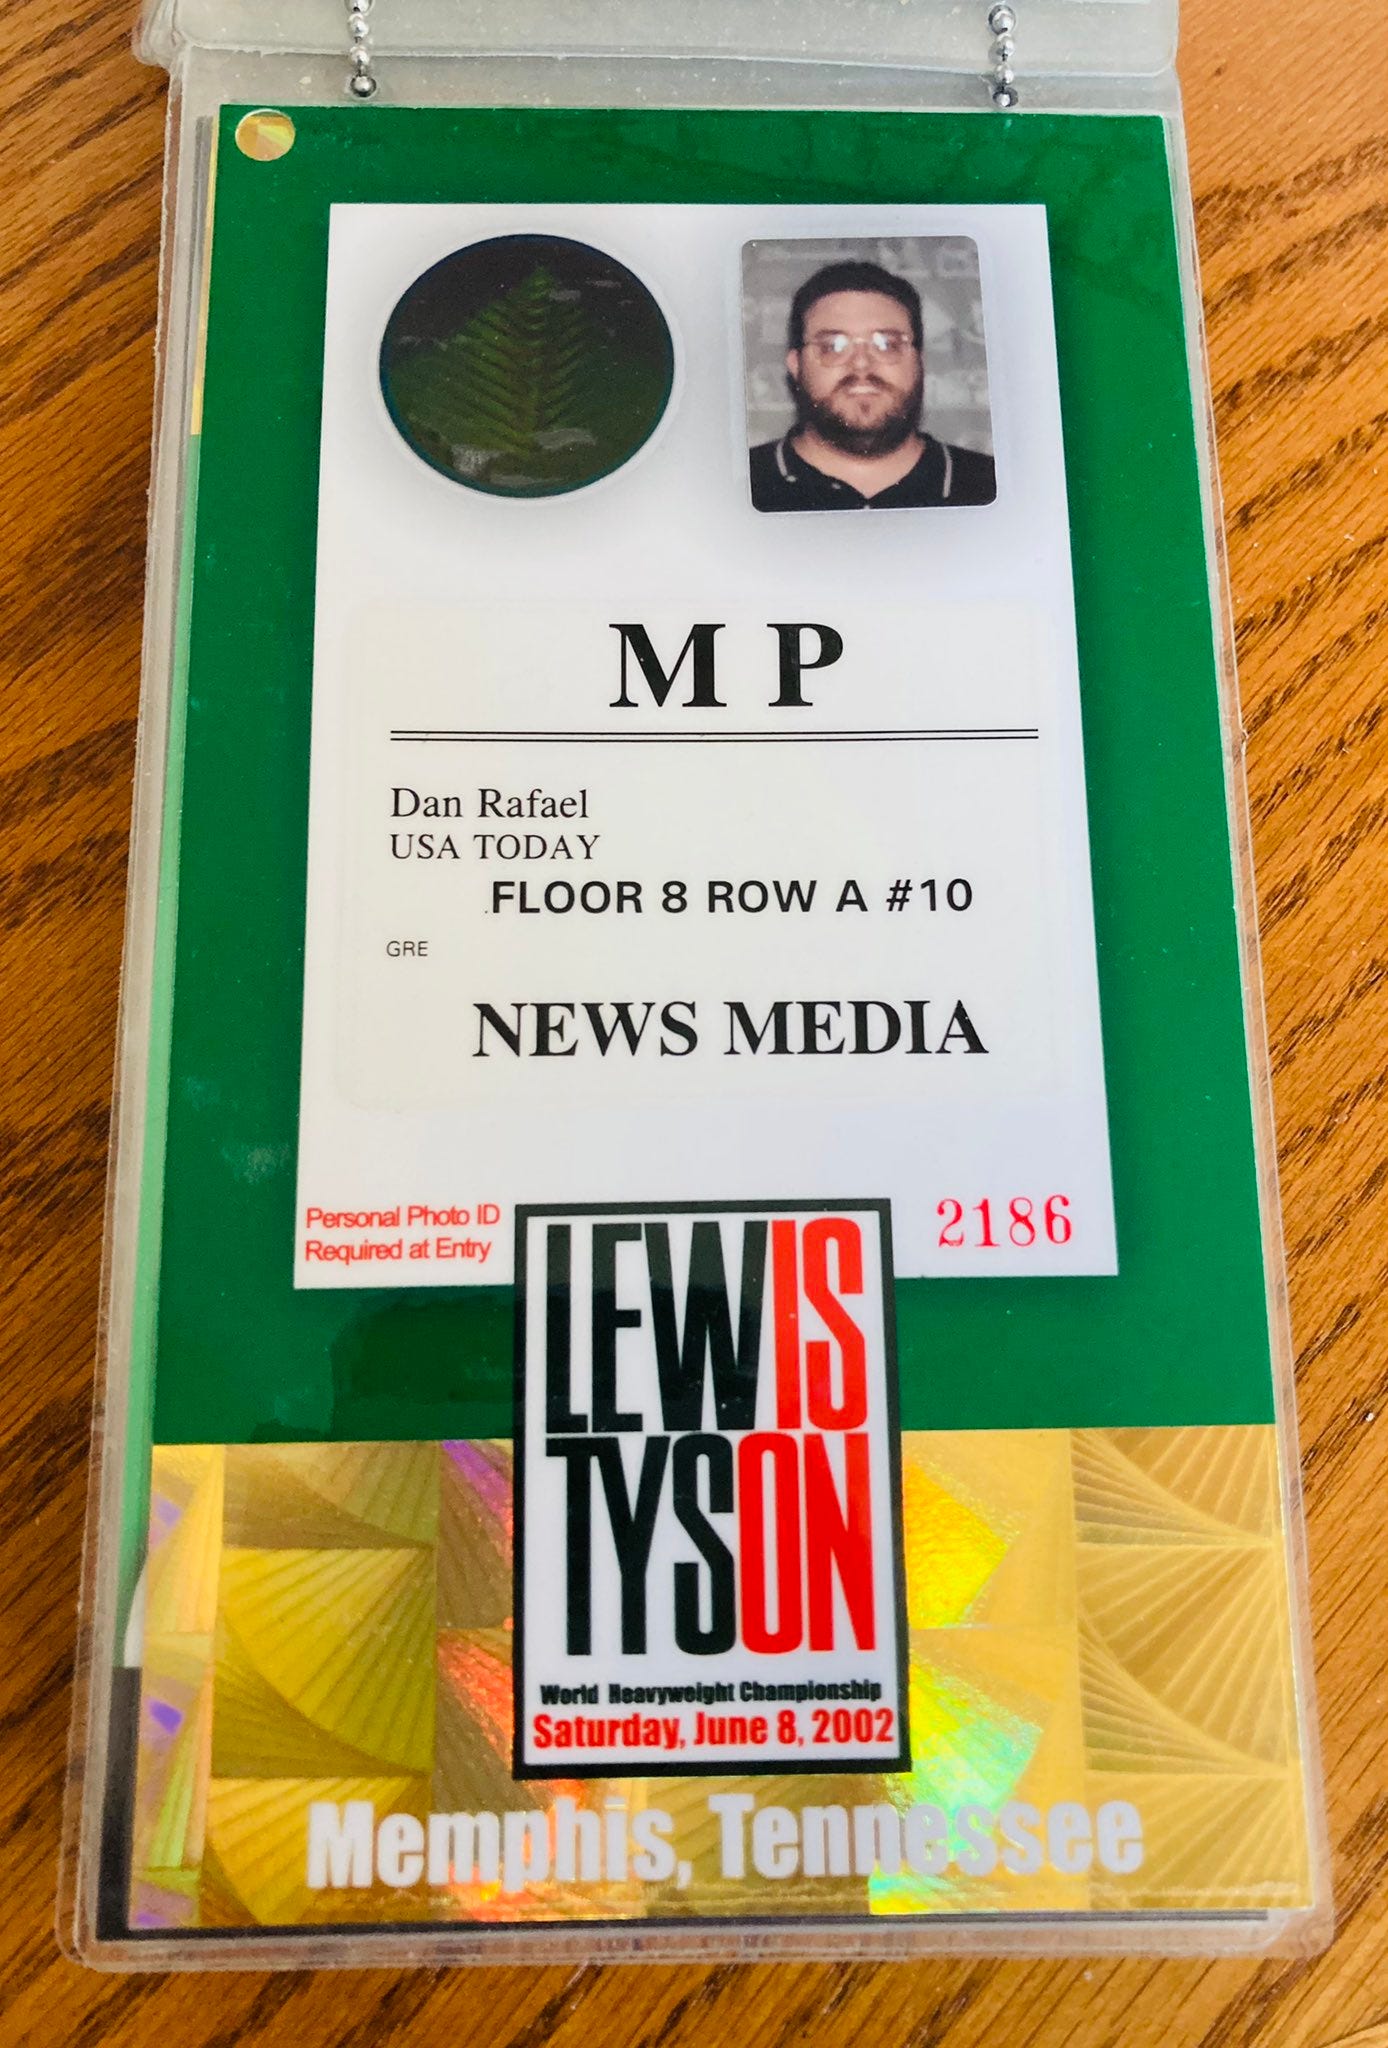 M P
Dan Rafael
USA TODAY
FLOOR 8 ROW A #10
GRE
NEWS MEDIA
Personal Photo ID
Required at Entry
2186
LEWIS
TYSON
World Heavyweight Championship
Saturday, June 8, 2002
Memphis, Tennessee